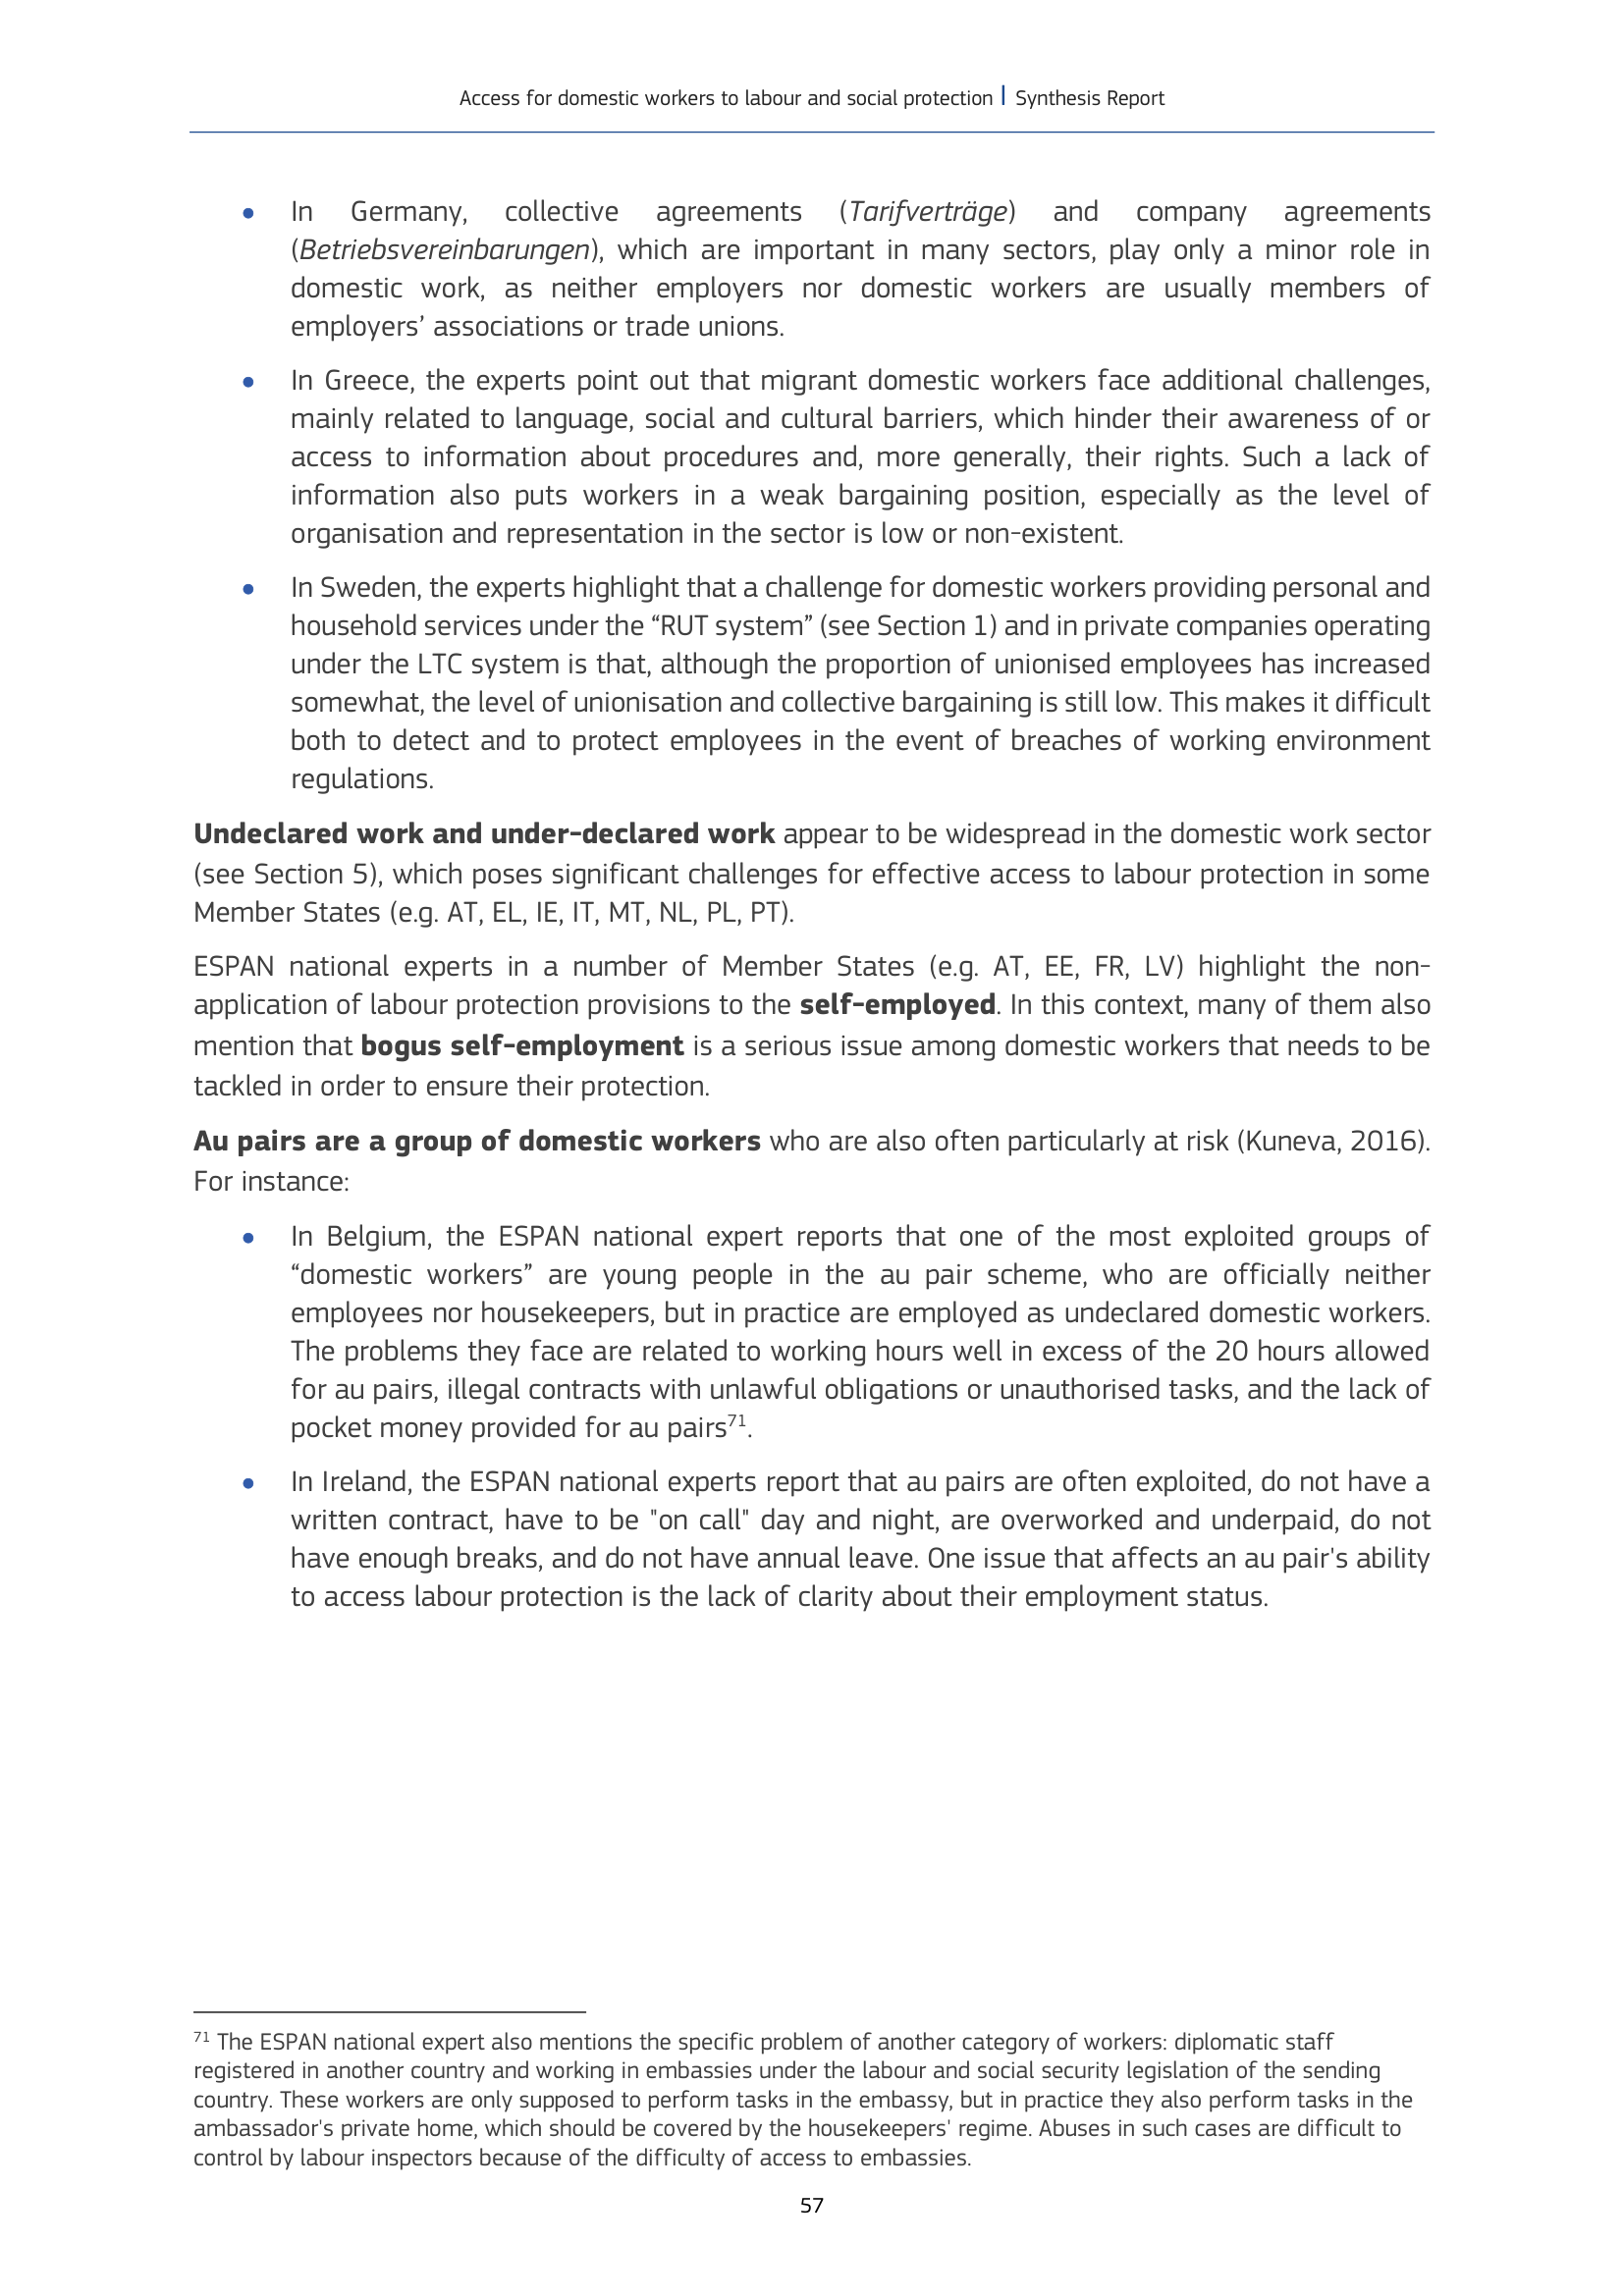 Access for domestic workers to labour and social protection | Synthesis Report
• In Germany, collective agreements (Tarifverträge) and company agreements
(Betriebsvereinbarungen), which are important in many sectors, play only a minor role in
domestic work, as neither employers nor domestic workers are usually members of
employers’ associations or trade unions.
• In Greece, the experts point out that migrant domestic workers face additional challenges,
mainly related to language, social and cultural barriers, which hinder their awareness of or
access to information about procedures and, more generally, their rights. Such a lack of
information also puts workers in a weak bargaining position, especially as the level of
organisation and representation in the sector is low or non-existent.
• In Sweden, the experts highlight that a challenge for domestic workers providing personal and
household services under the “RUT system” (see Section 1) and in private companies operating
under the LTC system is that, although the proportion of unionised employees has increased
somewhat, the level of unionisation and collective bargaining is still low. This makes it difficult
both to detect and to protect employees in the event of breaches of working environment
regulations.
Undeclared work and under-declared work appear to be widespread in the domestic work sector
(see Section 5), which poses significant challenges for effective access to labour protection in some
Member States (e.g. AT, EL, IE, IT, MT, NL, PL, PT).
ESPAN national experts in a number of Member States (e.g. AT, EE, FR, LV) highlight the non-
application of labour protection provisions to the self-employed. In this context, many of them also
mention that bogus self-employment is a serious issue among domestic workers that needs to be
tackled in order to ensure their protection.
Au pairs are a group of domestic workers who are also often particularly at risk (Kuneva, 2016).
For instance:
• In Belgium, the ESPAN national expert reports that one of the most exploited groups of
“domestic workers” are young people in the au pair scheme, who are officially neither
employees nor housekeepers, but in practice are employed as undeclared domestic workers.
The problems they face are related to working hours well in excess of the 20 hours allowed
for au pairs, illegal contracts with unlawful obligations or unauthorised tasks, and the lack of
pocket money provided for au pairs71.
• In Ireland, the ESPAN national experts report that au pairs are often exploited, do not have a
written contract, have to be "on call" day and night, are overworked and underpaid, do not
have enough breaks, and do not have annual leave. One issue that affects an au pair's ability
to access labour protection is the lack of clarity about their employment status.
71 The ESPAN national expert also mentions the specific problem of another category of workers: diplomatic staff
registered in another country and working in embassies under the labour and social security legislation of the sending
country. These workers are only supposed to perform tasks in the embassy, but in practice they also perform tasks in the
ambassador's private home, which should be covered by the housekeepers' regime. Abuses in such cases are difficult to
control by labour inspectors because of the difficulty of access to embassies.
57